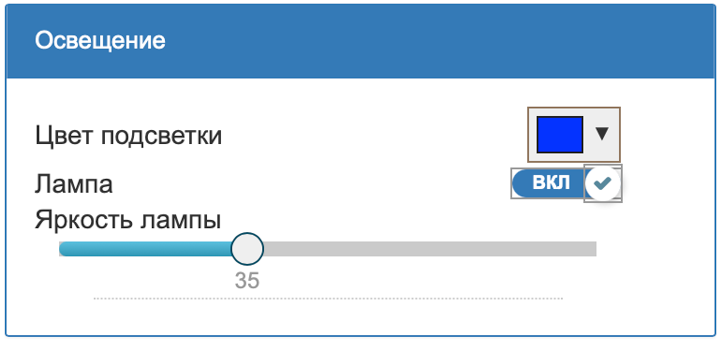 Освещение
Цвет подсветки
Лампа ВКЛ
Яркость лампы
35